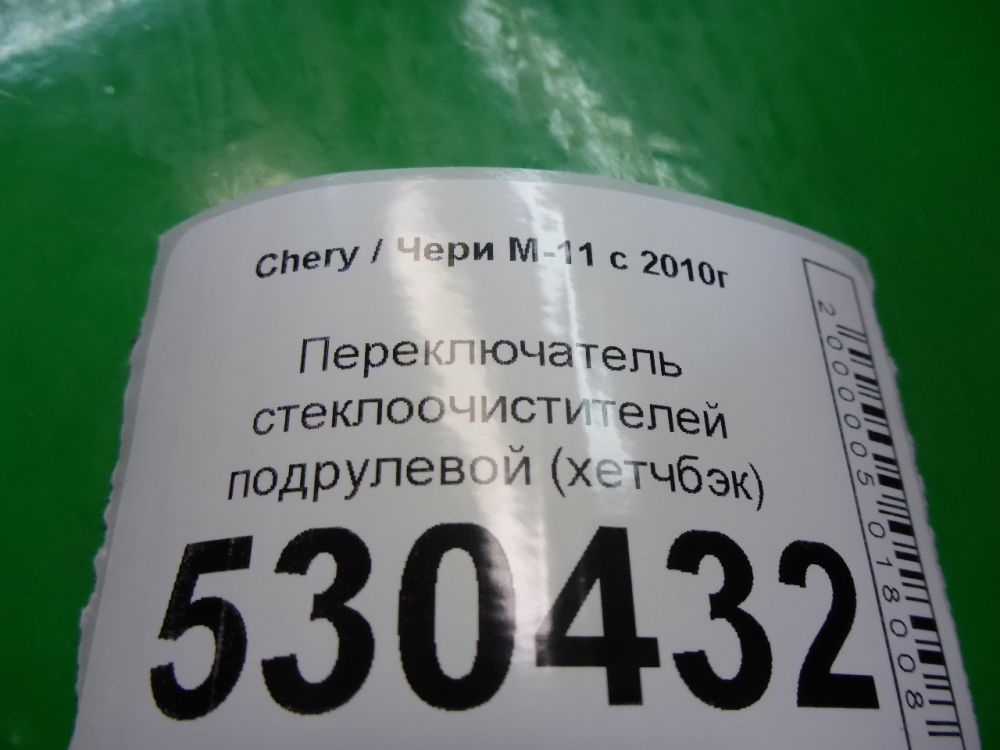 Chery / Чери М-11 с 2010г
Переключатель
стеклоочистителей
подрулевой (хетчбэк)
530432
2000005018008